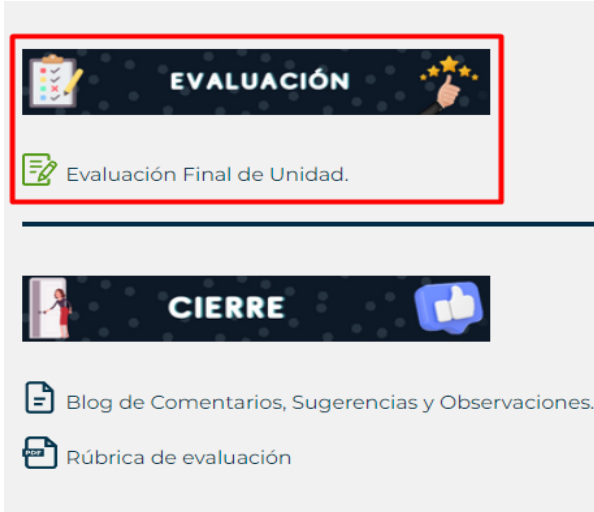 EVALUACIÓN
Evaluación Final de Unidad.
CIERRE
Blog de Comentarios, Sugerencias y Observaciones.
PDF
Rúbrica de evaluación